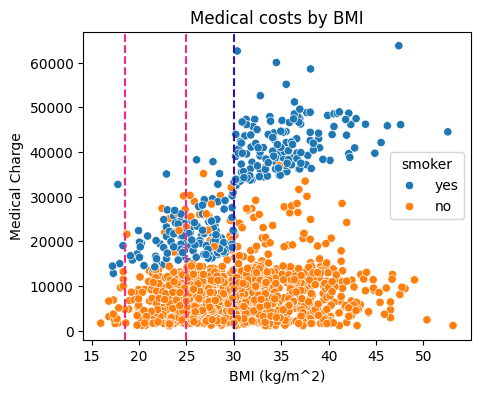 Medical costs by BMI
Medical Charge
60000
50000
40000
30000
20000
10000
0
smoker
yes
no
15 20 25 30 35 40 45 50
BMI (kg/m^2)